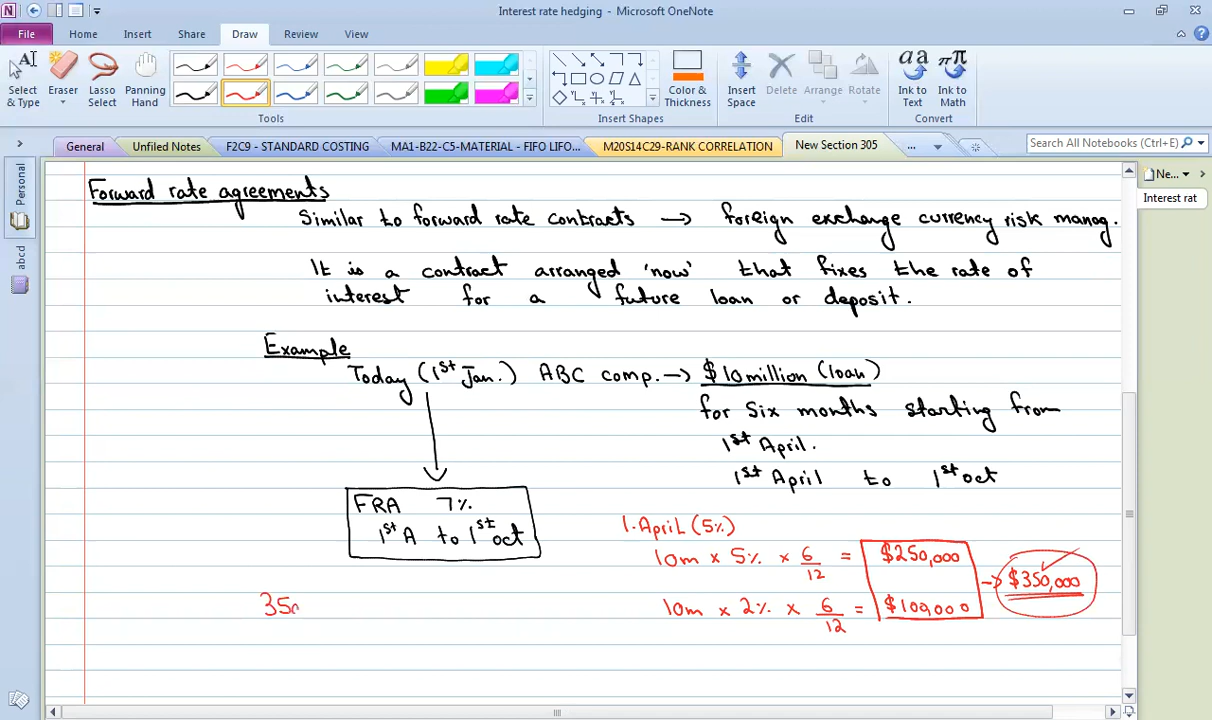 Interest rate hedging - Microsoft OneNote
File Home Insert Share Draw Review View
Select & Type
Eraser
Lasso Select
Panning Hand
Color & Thickness
Insert Space
Delete
Arrange
Rotate
Ink to Text
Ink to Math
Tools Insert Shapes Edit Convert
General Unfiled Notes F2C9 - STANDARD COSTING MA1-B22-C5-MATERIAL - FIFO LIFO... M20S14C29-RANK CORRELATION New Section 305 ... Search All Notebooks (Ctrl+E)
Personal
abcd
Ne...
Interest rat
Forward rate agreements
Similar to forward rate contracts → foreign exchange currency risk manag.
It is a contract arranged 'now' that fixes the rate of
interest for a future loan or deposit.
Example
Today (1st Jan.) ABC comp. → $10 million (loan)
for six months starting from
1st April.
1st April to 1st oct
FRA 7%
1st A to 1st oct
1. April (5%)
10m × 5% × 6/12 = $250,000
→ $350,000
10m × 2% × 6/12 = $100,000
350